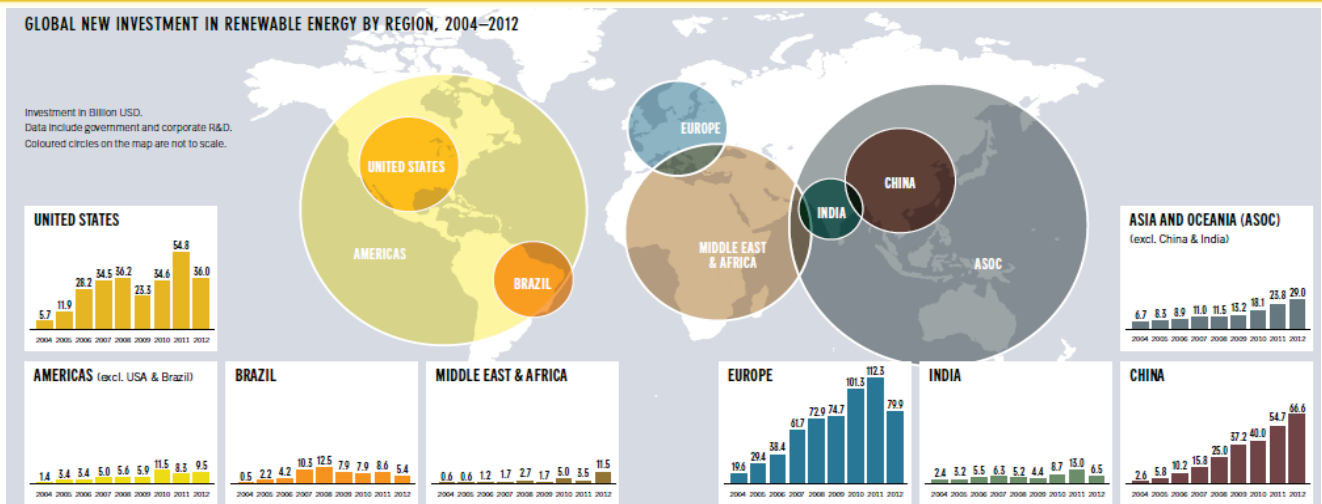 GLOBAL NEW INVESTMENT IN RENEWABLE ENERGY BY REGION, 2004–2012
Investment in Billion USD.
Data include government and corporate R&D.
Coloured circles on the map are not to scale.
EUROPE
UNITED STATES
CHINA
INDIA
AMERICAS
MIDDLE EAST
& AFRICA
ASOC
BRAZIL
UNITED STATES
5.7 11.9 28.2 34.5 36.2 23.3 34.6 54.8 36.0
2004 2005 2006 2007 2008 2009 2010 2011 2012
ASIA AND OCEANIA (ASOC)
(excl. China & India)
6.7 8.3 8.9 11.0 11.5 13.2 18.1 23.8 29.0
2004 2005 2006 2007 2008 2009 2010 2011 2012
AMERICAS (excl. USA & Brazil)
1.4 3.4 3.4 5.0 5.6 5.9 11.5 8.3 9.5
2004 2005 2006 2007 2008 2009 2010 2011 2012
BRAZIL
0.5 2.2 4.2 10.3 12.5 7.9 7.9 8.6 5.4
2004 2005 2006 2007 2008 2009 2010 2011 2012
MIDDLE EAST & AFRICA
0.6 0.6 1.2 1.7 2.7 1.7 5.0 3.5 11.5
2004 2005 2006 2007 2008 2009 2010 2011 2012
EUROPE
19.6 29.4 38.4 61.7 72.9 74.7 101.3 112.3 79.9
2004 2005 2006 2007 2008 2009 2010 2011 2012
INDIA
2.4 3.2 5.5 6.3 5.2 4.4 8.7 13.0 6.5
2004 2005 2006 2007 2008 2009 2010 2011 2012
CHINA
2.6 5.8 10.2 15.8 25.0 37.2 40.0 54.7 66.6
2004 2005 2006 2007 2008 2009 2010 2011 2012